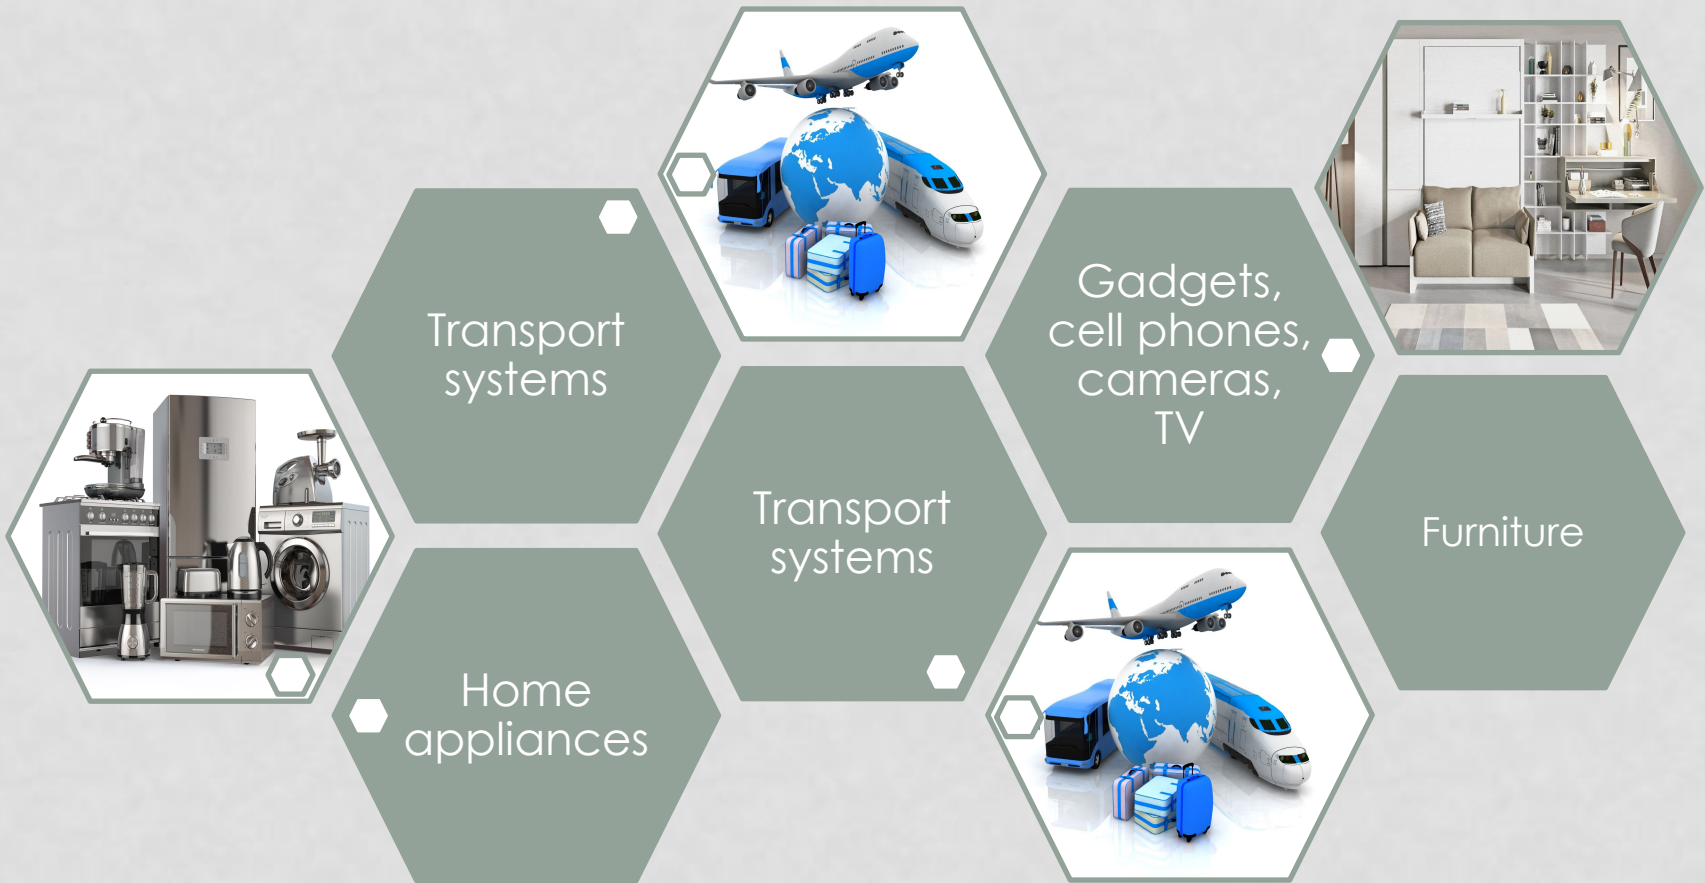 Transport
systems
Home
appliances
Transport
systems
Gadgets,
cell phones,
cameras,
TV
Furniture